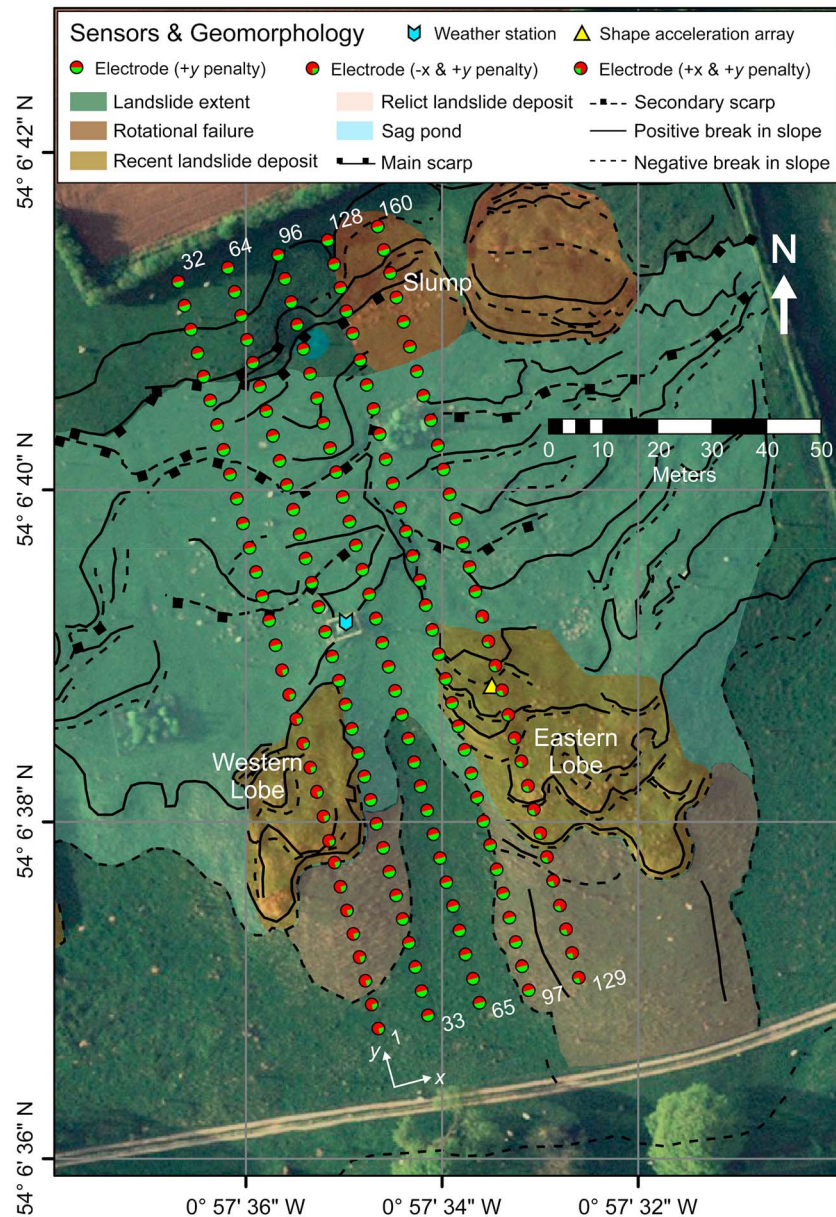 Sensors & Geomorphology
Weather station
Shape acceleration array
Electrode (+y penalty)
Electrode (-x & +y penalty)
Electrode (+x & +y penalty)
Landslide extent
Relict landslide deposit
Secondary scarp
Rotational failure
Sag pond
Positive break in slope
Recent landslide deposit
Main scarp
Negative break in slope
54° 6' 42" N
32
64
96
128
160
Slump
N
0 5 10 20 30 40 50
Meters
54° 6' 40" N
Western
Lobe
Eastern
Lobe
54° 6' 38" N
1
33
65
97
129
y
x
54° 6' 36" N
0° 57'36" W
0° 57'34" W
0° 57'32" W